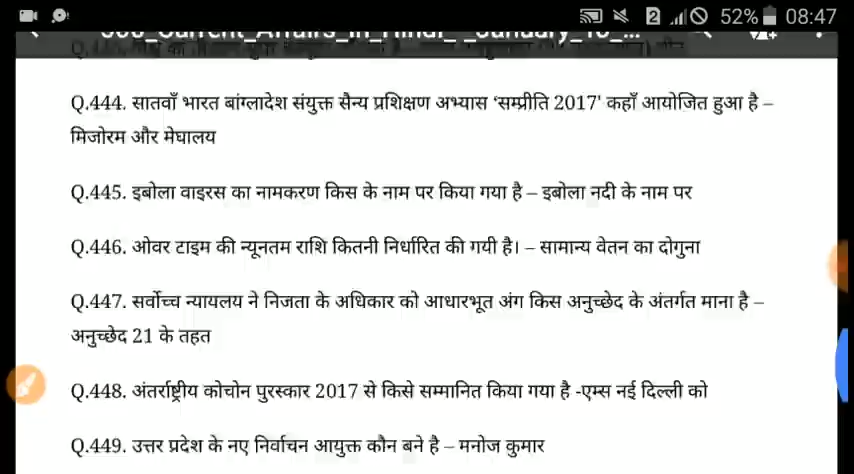 52% 08:47
Q.444. सातवाँ भारत बांग्लादेश संयुक्त सैन्य प्रशिक्षण अभ्यास ‘सम्प्रीति 2017' कहाँ आयोजित हुआ है –
मिजोरम और मेघालय
Q.445. इबोला वाइरस का नामकरण किस के नाम पर किया गया है – इबोला नदी के नाम पर
Q.446. ओवर टाइम की न्यूनतम राशि कितनी निर्धारित की गयी है। – सामान्य वेतन का दोगुना
Q.447. सर्वोच्च न्यायलय ने निजता के अधिकार को आधारभूत अंग किस अनुच्छेद के अंतर्गत माना है –
अनुच्छेद 21 के तहत
Q.448. अंतर्राष्ट्रीय कोचोन पुरस्कार 2017 से किसे सम्मानित किया गया है -एम्स नई दिल्ली को
Q.449. उत्तर प्रदेश के नए निर्वाचन आयुक्त कौन बने है – मनोज कुमार